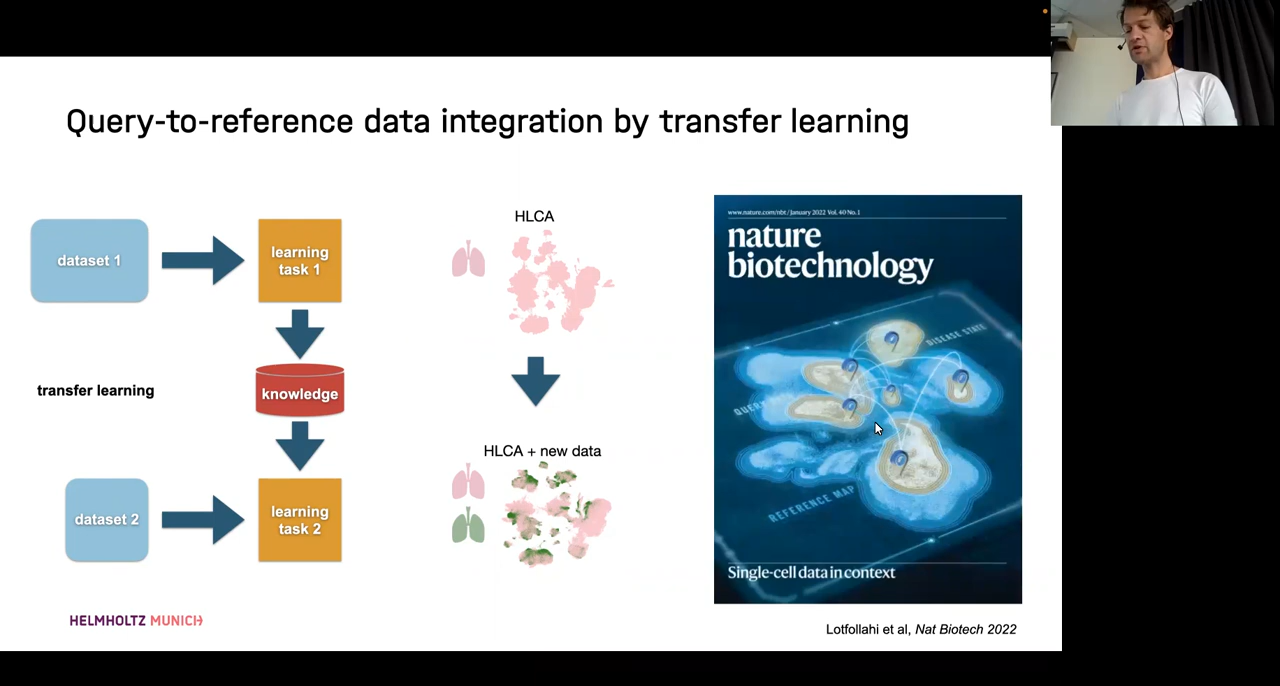 Query-to-reference data integration by transfer learning
dataset 1
learning
task 1
transfer learning
knowledge
dataset 2
learning
task 2
HLCA
HLCA + new data
www.nature.com/nbt / January 2022 Vol. 40 No. 1
nature
biotechnology
DISEASE STATE
QUERY
REFERENCE MAP
Single-cell data in context
HELMHOLTZ MUNICH
Lotfollahi et al, Nat Biotech 2022